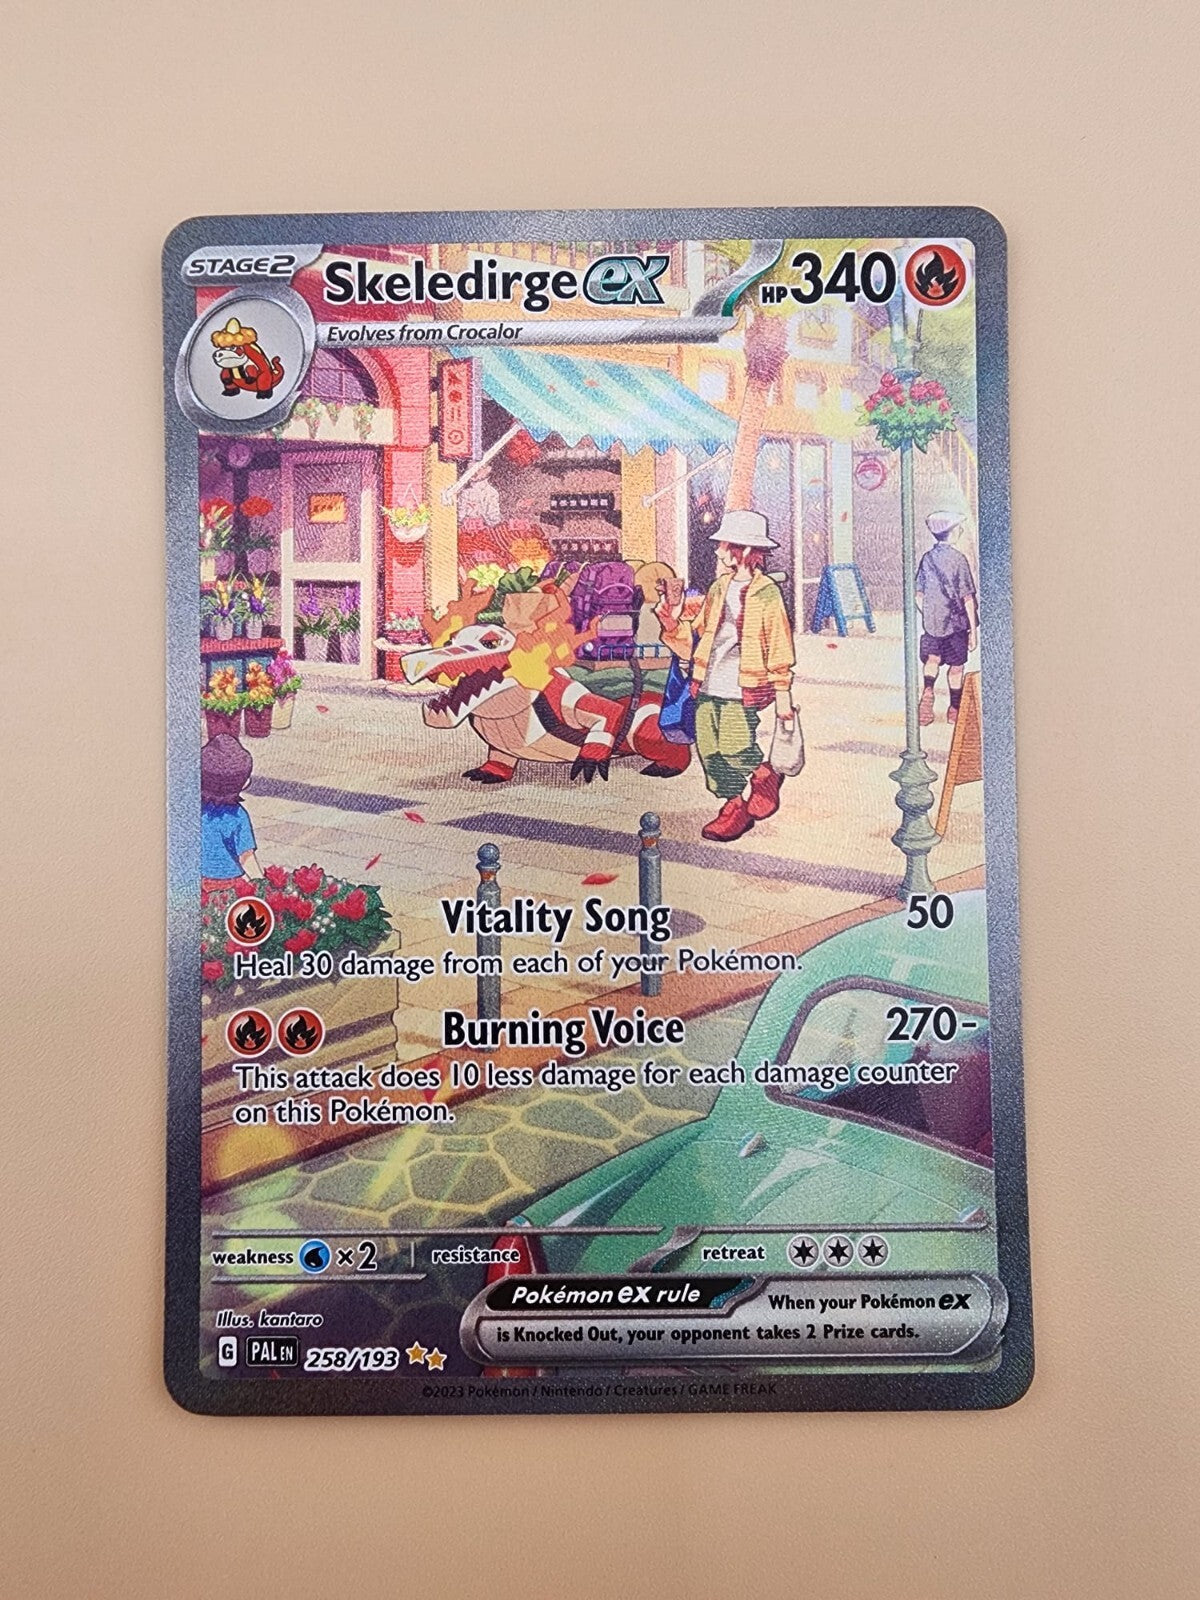 STAGE2
Skeledirge ex
HP 340
Evolves from Crocalor
Vitality Song 50
Heal 30 damage from each of your Pokémon.
Burning Voice 270-
This attack does 10 less damage for each damage counter
on this Pokémon.
weakness ×2 resistance retreat
Pokémon ex rule
When your Pokémon ex
is Knocked Out, your opponent takes 2 Prize cards.
Illus. kantaro
G PAL EN 258/193
©2023 Pokémon / Nintendo / Creatures / GAME FREAK